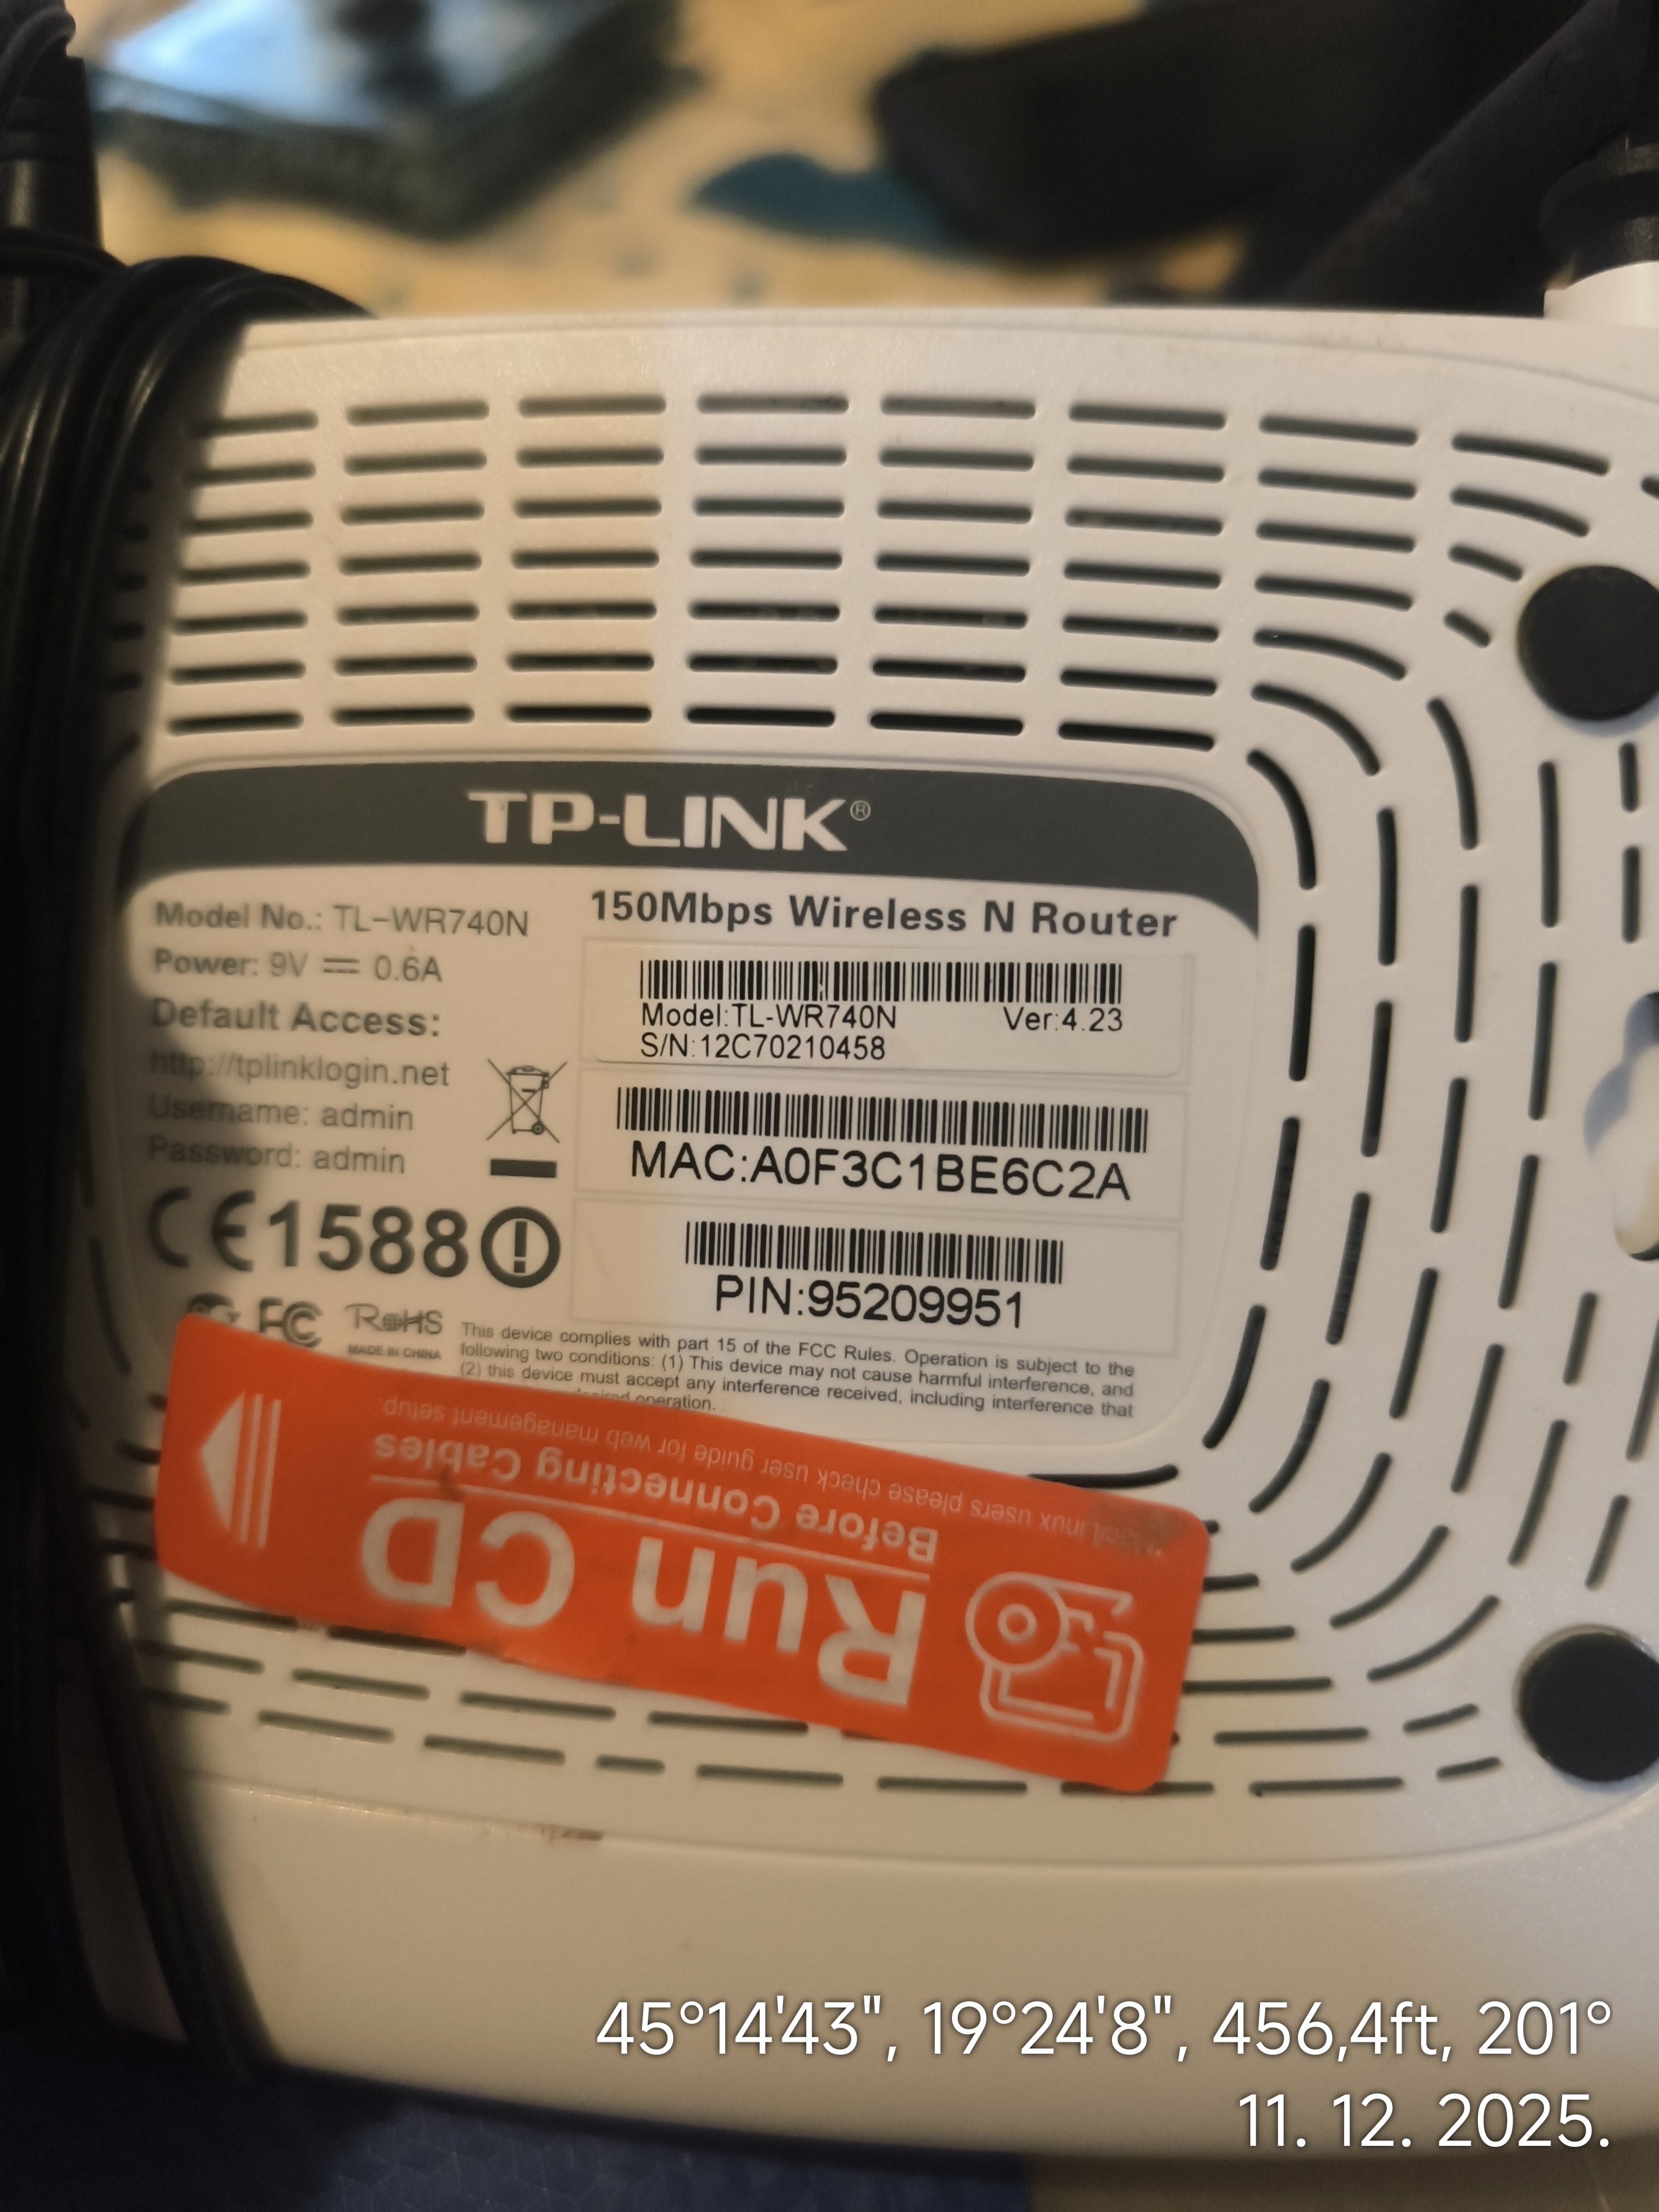 TP-LINK®
Model No.: TL-WR740N
Power: 9V 0.6A
Default Access:
http://tplinklogin.net
Username: admin
Password: admin
CE1588
FC RoHS
MADE IN CHINA
150Mbps Wireless N Router
Model:TL-WR740N Ver:4.23
S/N:12C70210458
MAC:A0F3C1BE6C2A
PIN:95209951
This device complies with part 15 of the FCC Rules. Operation is subject to the
following two conditions: (1) This device may not cause harmful interference, and
(2) this device must accept any interference received, including interference that
operation.
Run CD
Before Connecting Cables
Linux users please check user guide for web management setup.
45°14'43", 19°24'8", 456,4ft, 201°
11. 12. 2025.